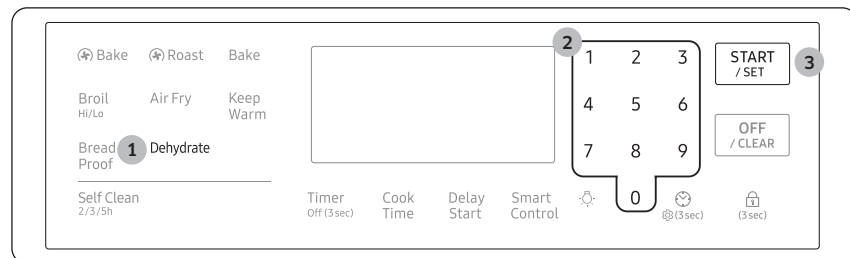 Bake
Roast
Bake
2
1
2
3
START
/ SET
3
Broil
Hi/Lo
Air Fry
Keep
Warm
4
5
6
Bread
Proof
1
Dehydrate
7
8
9
OFF
/ CLEAR
Self Clean
2/3/5h
Timer
Off (3 sec)
Cook
Time
Delay
Start
Smart
Control
0
(3 sec)
(3 sec)